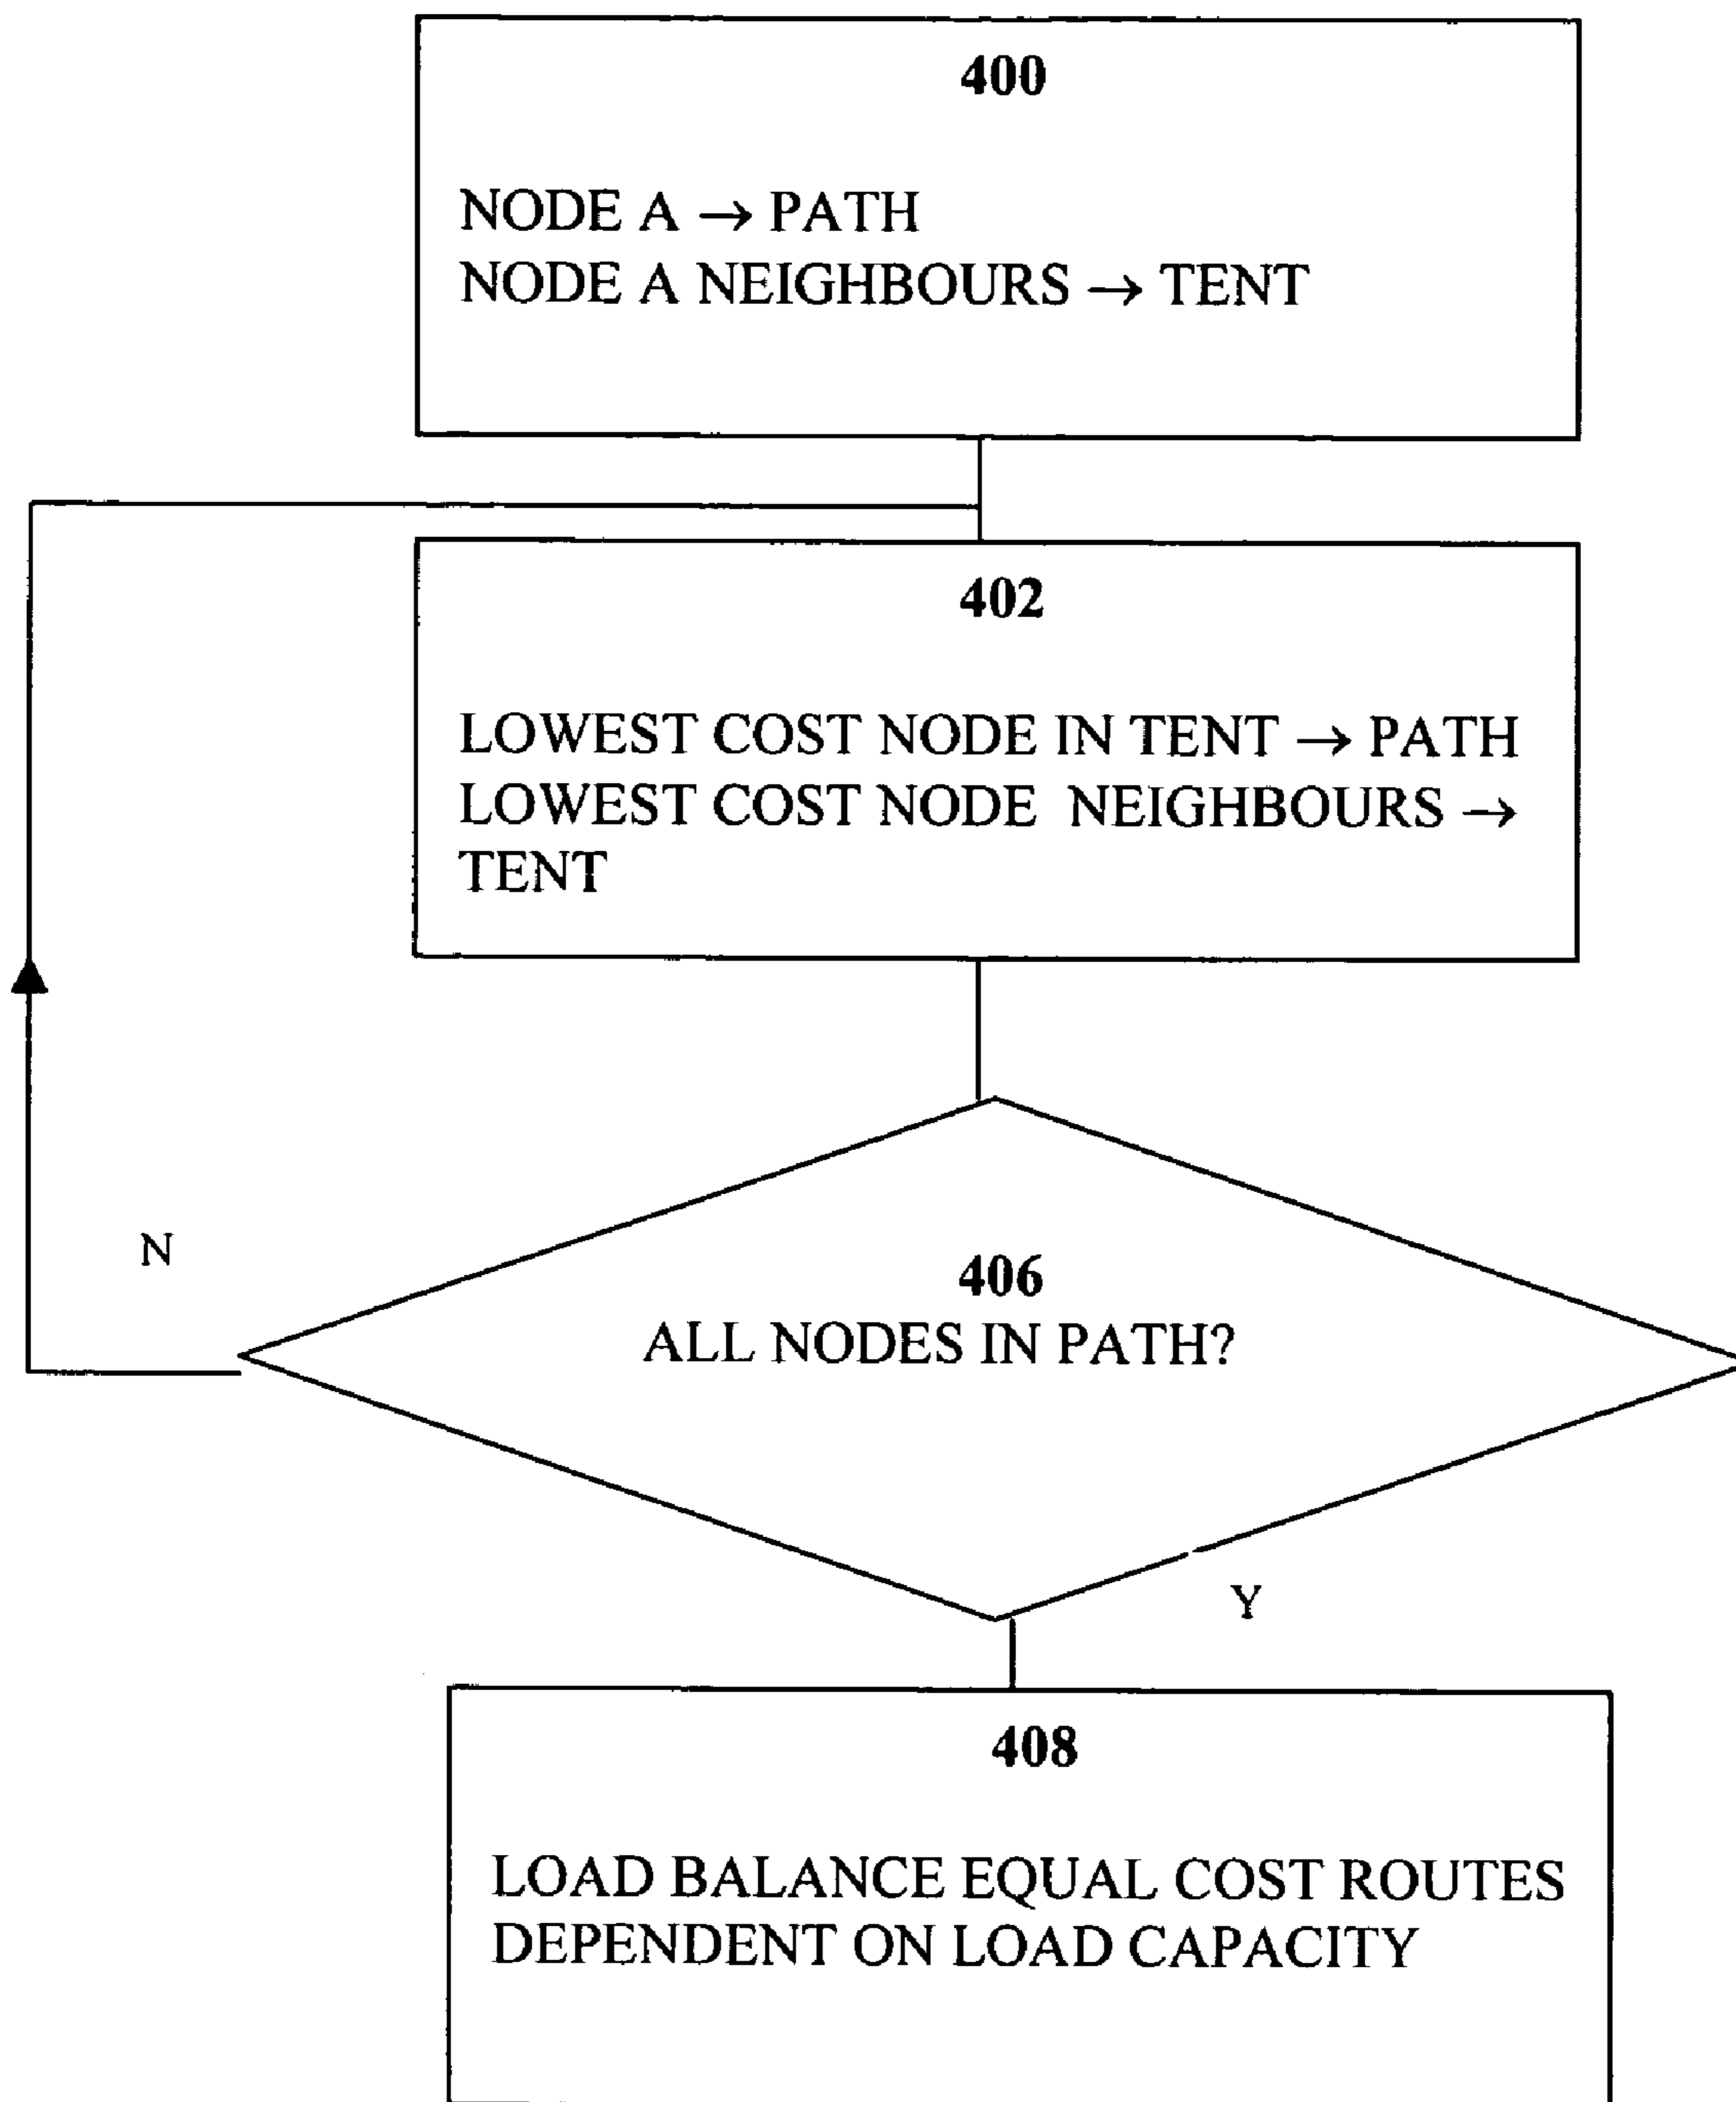 400
NODE A → PATH
NODE A NEIGHBOURS → TENT
402
LOWEST COST NODE IN TENT → PATH
LOWEST COST NODE NEIGHBOURS →
TENT
N
406
ALL NODES IN PATH?
Y
408
LOAD BALANCE EQUAL COST ROUTES
DEPENDENT ON LOAD CAPACITY